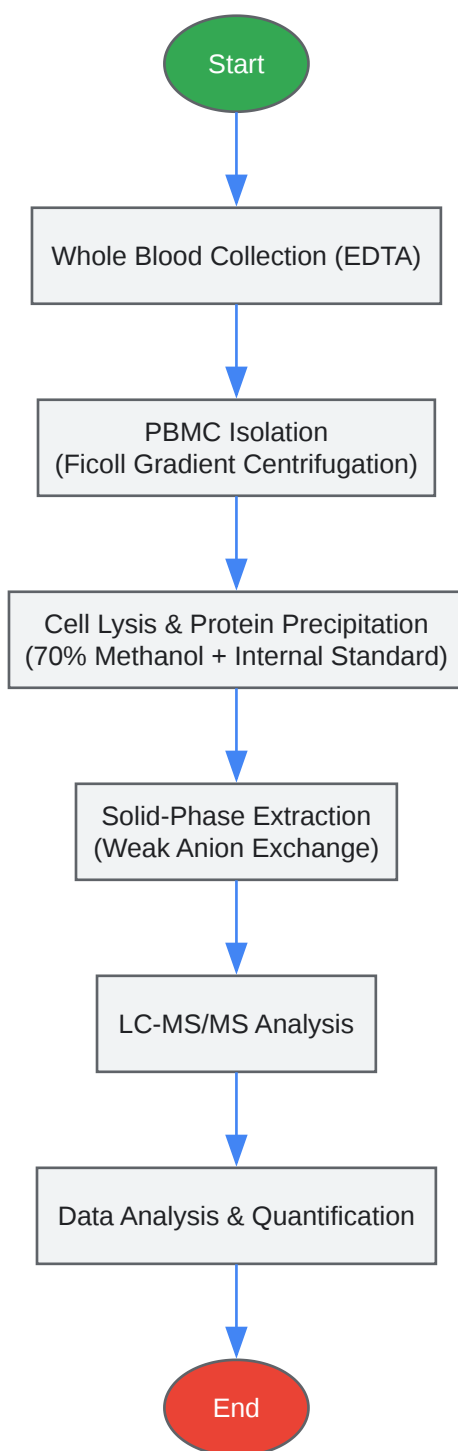 Start
Whole Blood Collection (EDTA)
PBMC Isolation
(Ficoll Gradient Centrifugation)
Cell Lysis & Protein Precipitation
(70% Methanol + Internal Standard)
Solid-Phase Extraction
(Weak Anion Exchange)
LC-MS/MS Analysis
Data Analysis & Quantification
End